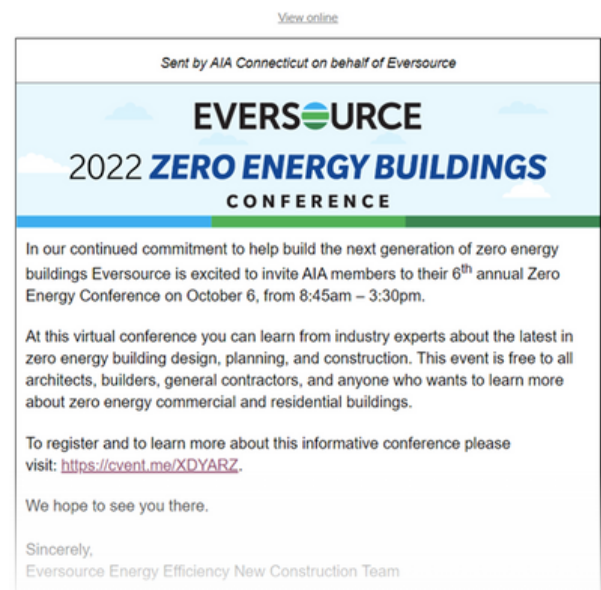 View online
Sent by AIA Connecticut on behalf of Eversource
EVERSOURCE
2022 ZERO ENERGY BUILDINGS
CONFERENCE
In our continued commitment to help build the next generation of zero energy
buildings Eversource is excited to invite AIA members to their 6th annual Zero
Energy Conference on October 6, from 8:45am – 3:30pm.
At this virtual conference you can learn from industry experts about the latest in
zero energy building design, planning, and construction. This event is free to all
architects, builders, general contractors, and anyone who wants to learn more
about zero energy commercial and residential buildings.
To register and to learn more about this informative conference please
visit: https://cvent.me/XDYARZ.
We hope to see you there.
Sincerely,
Eversource Energy Efficiency New Construction Team